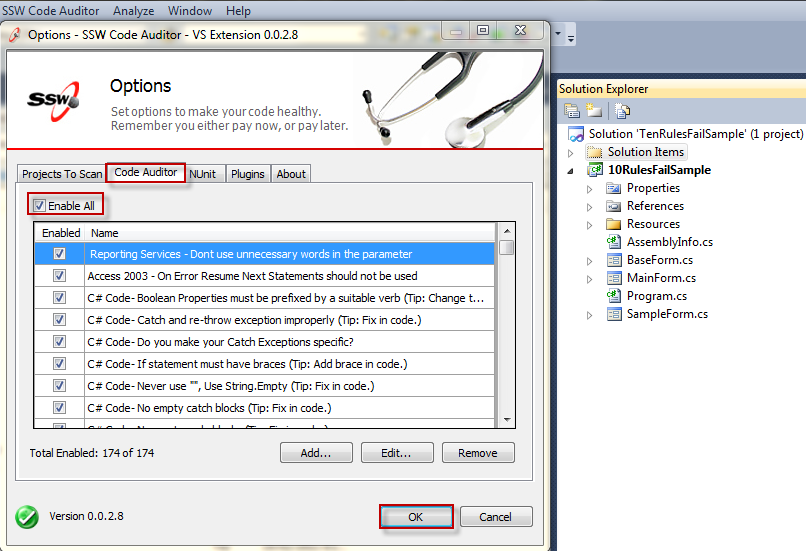 SSW Code Auditor Analyze Window Help
Options - SSW Code Auditor - VS Extension 0.0.2.8
SSW
Options
Set options to make your code healthy.
Remember you either pay now, or pay later.
Projects To Scan Code Auditor NUnit Plugins About
Enable All
Enabled Name
Reporting Services - Dont use unnecessary words in the parameter
Access 2003 - On Error Resume Next Statements should not be used
C# Code- Boolean Properties must be prefixed by a suitable verb (Tip: Change t...
C# Code- Catch and re-throw exception improperly (Tip: Fix in code.)
C# Code- Do you make your Catch Exceptions specific?
C# Code- If statement must have braces (Tip: Add brace in code.)
C# Code- Never use "", Use String.Empty (Tip: Fix in code.)
C# Code- No empty catch blocks (Tip: Fix in code.)
Total Enabled: 174 of 174
Add... Edit... Remove
Version 0.0.2.8
OK Cancel
Solution Explorer
Solution 'TenRulesFailSample' (1 project)
Solution Items
10RulesFailSample
Properties
References
Resources
AssemblyInfo.cs
BaseForm.cs
MainForm.cs
Program.cs
SampleForm.cs